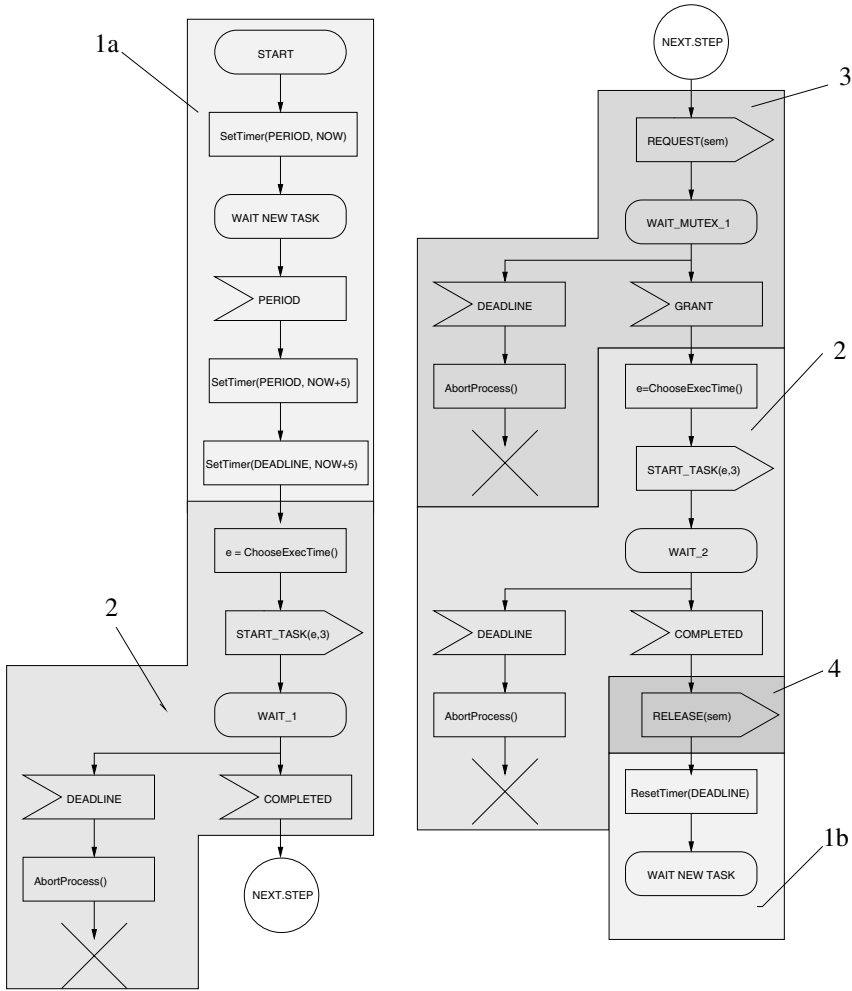 1a
START
SetTimer(PERIOD, NOW)
WAIT NEW TASK
PERIOD
SetTimer(PERIOD, NOW+5)
SetTimer(DEADLINE, NOW+5)
e = ChooseExecTime()
2
START_TASK(e,3)
WAIT_1
DEADLINE
COMPLETED
AbortProcess()
NEXT.STEP
NEXT.STEP
3
REQUEST(sem)
WAIT_MUTEX_1
DEADLINE
GRANT
2
AbortProcess()
e=ChooseExecTime()
START_TASK(e,3)
WAIT_2
DEADLINE
COMPLETED
4
AbortProcess()
RELEASE(sem)
ResetTimer(DEADLINE)
1b
WAIT NEW TASK